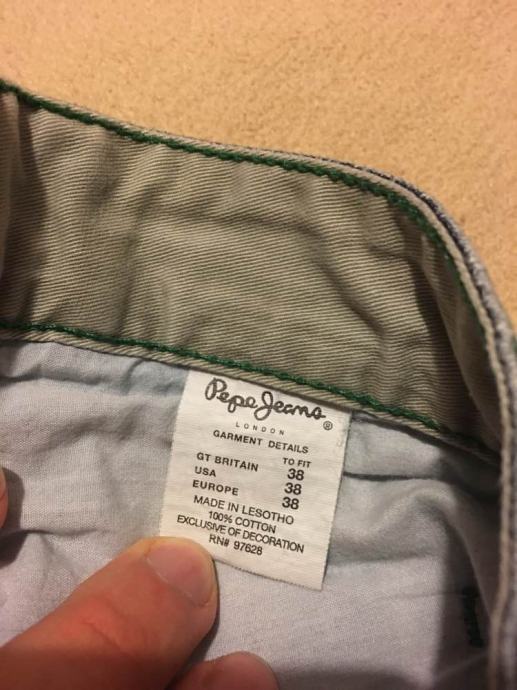 Pepe Jeans®
LONDON
GARMENT DETAILS
TO FIT
GT BRITAIN 38
USA 38
EUROPE 38
MADE IN LESOTHO
100% COTTON
EXCLUSIVE OF DECORATION
RN# 97628